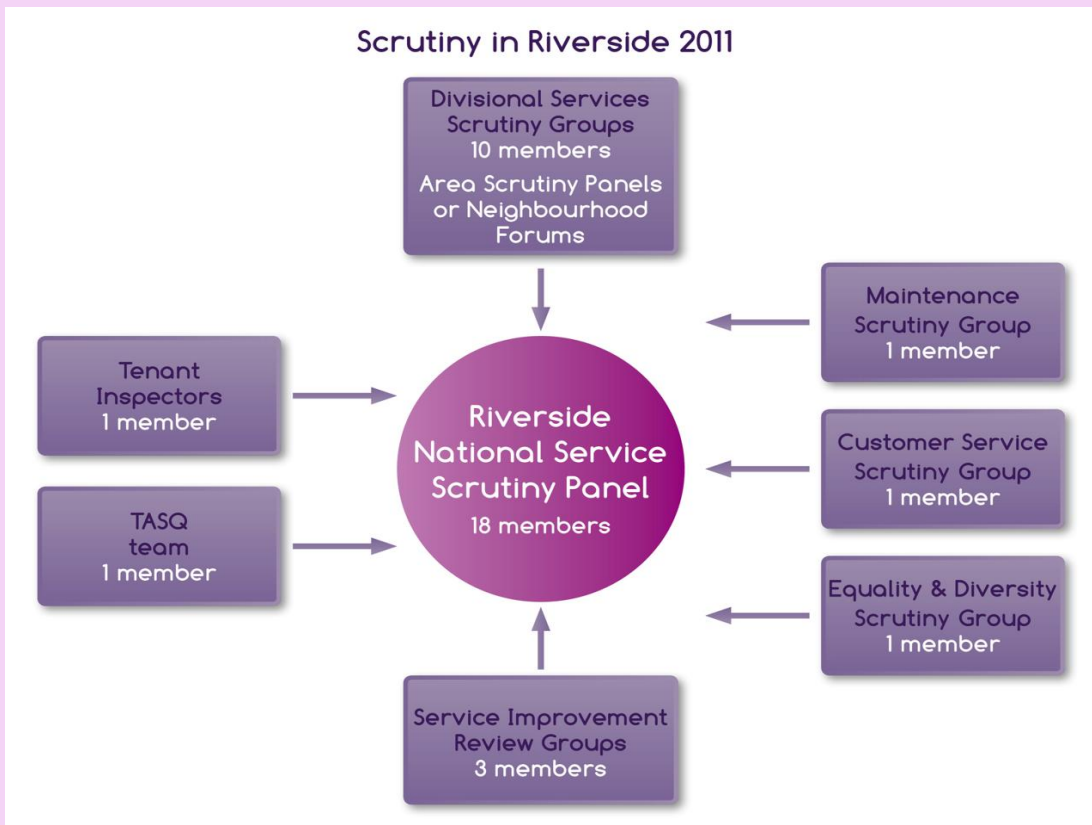 Scrutiny in Riverside 2011
Divisional Services
Scrutiny Groups
10 members
Area Scrutiny Panels
or Neighbourhood
Forums
Tenant
Inspectors
1 member
TASQ
team
1 member
Riverside
National Service
Scrutiny Panel
18 members
Maintenance
Scrutiny Group
1 member
Customer Service
Scrutiny Group
1 member
Equality & Diversity
Scrutiny Group
1 member
Service Improvement
Review Groups
3 members